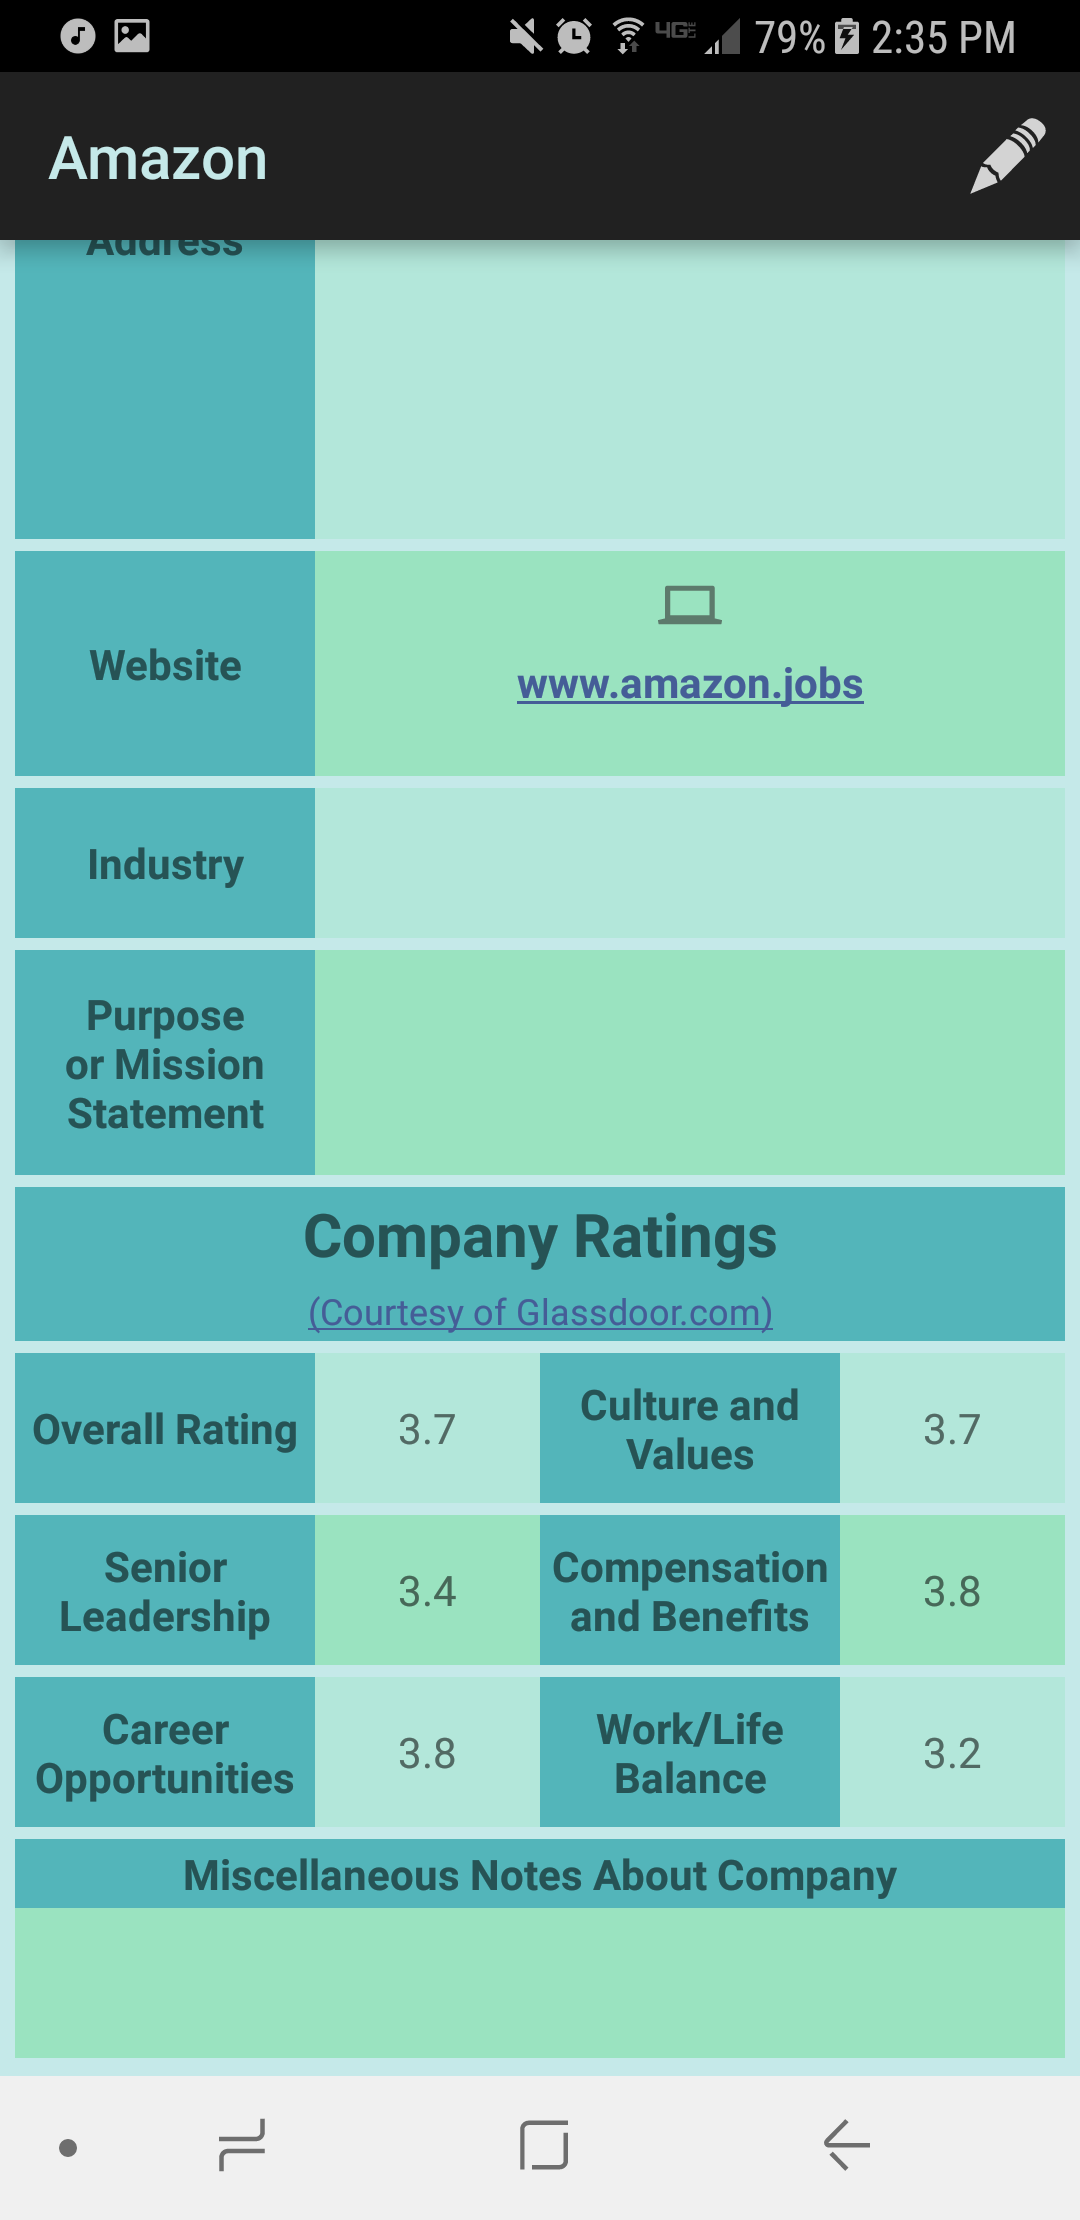 4G LTE 79% 2:35 PM
Amazon
Address
Website
www.amazon.jobs
Industry
Purpose
or Mission
Statement
Company Ratings
(Courtesy of Glassdoor.com)
Overall Rating
3.7
Culture and
Values
3.7
Senior
Leadership
3.4
Compensation
and Benefits
3.8
Career
Opportunities
3.8
Work/Life
Balance
3.2
Miscellaneous Notes About Company